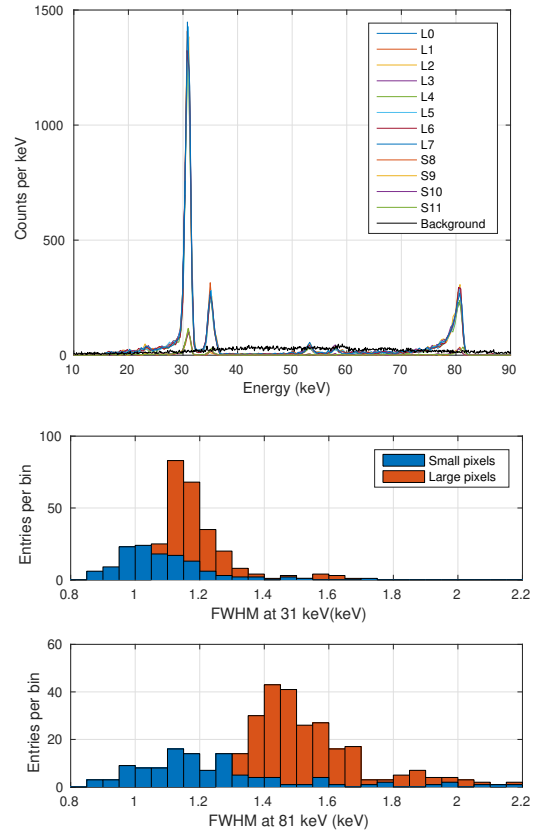 1500
1000
500
0
Counts per keV
10 20 30 40 50 60 70 80 90
Energy (keV)
L0
L1
L2
L3
L4
L5
L6
L7
S8
S9
S10
S11
Background
100
50
0
Entries per bin
Small pixels
Large pixels
0.8 1 1.2 1.4 1.6 1.8 2 2.2
FWHM at 31 keV(keV)
60
40
20
0
Entries per bin
0.8 1 1.2 1.4 1.6 1.8 2 2.2
FWHM at 81 keV (keV)